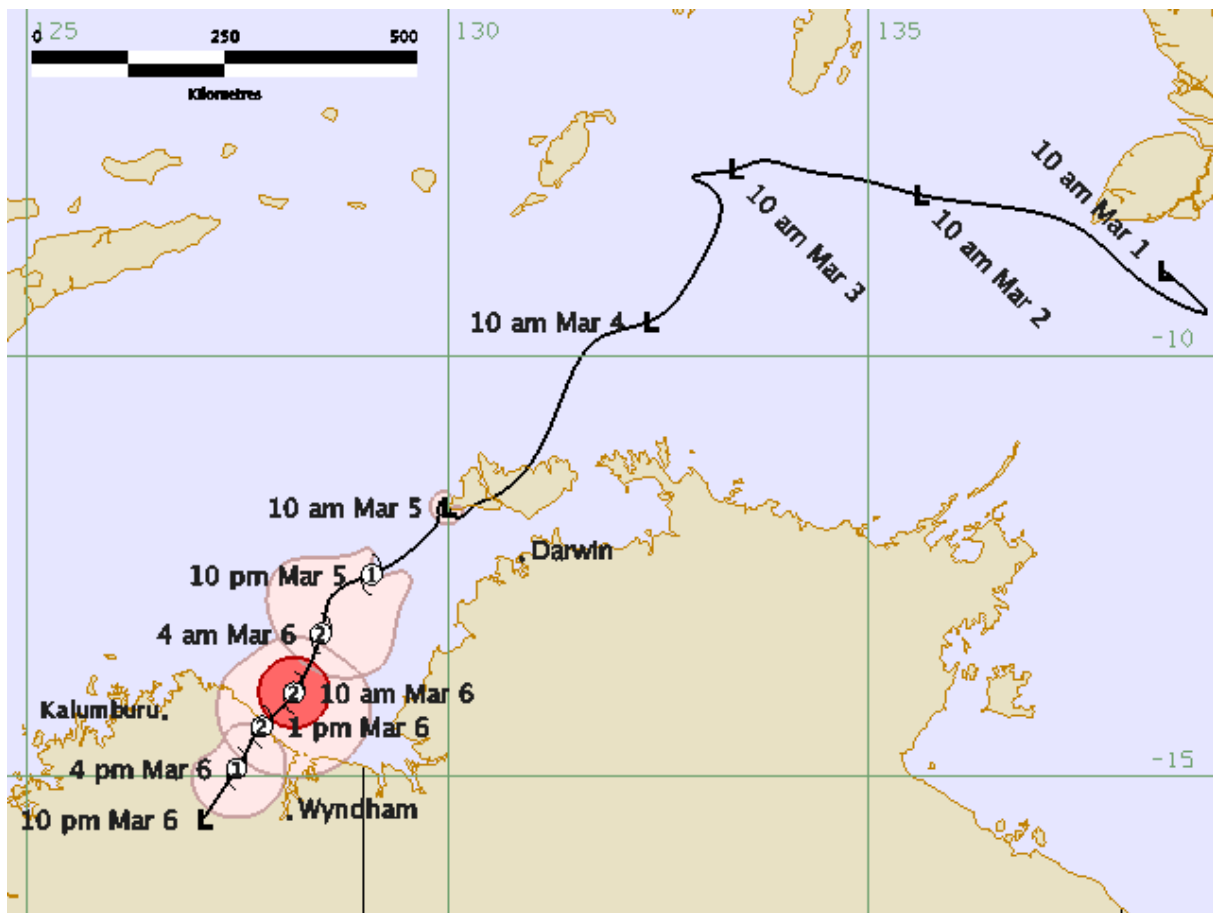 125
130
135
0
250
500
Kilometres
10 am Mar 1
10 am Mar 2
10 am Mar 3
10 am Mar 4
-10
10 am Mar 5
Darwin
10 pm Mar 5
1
4 am Mar 6
2
2
10 am Mar 6
Kalumburu
2
1 pm Mar 6
4 pm Mar 6
1
-15
Wyndham
10 pm Mar 6
L
L
L
L
L
L